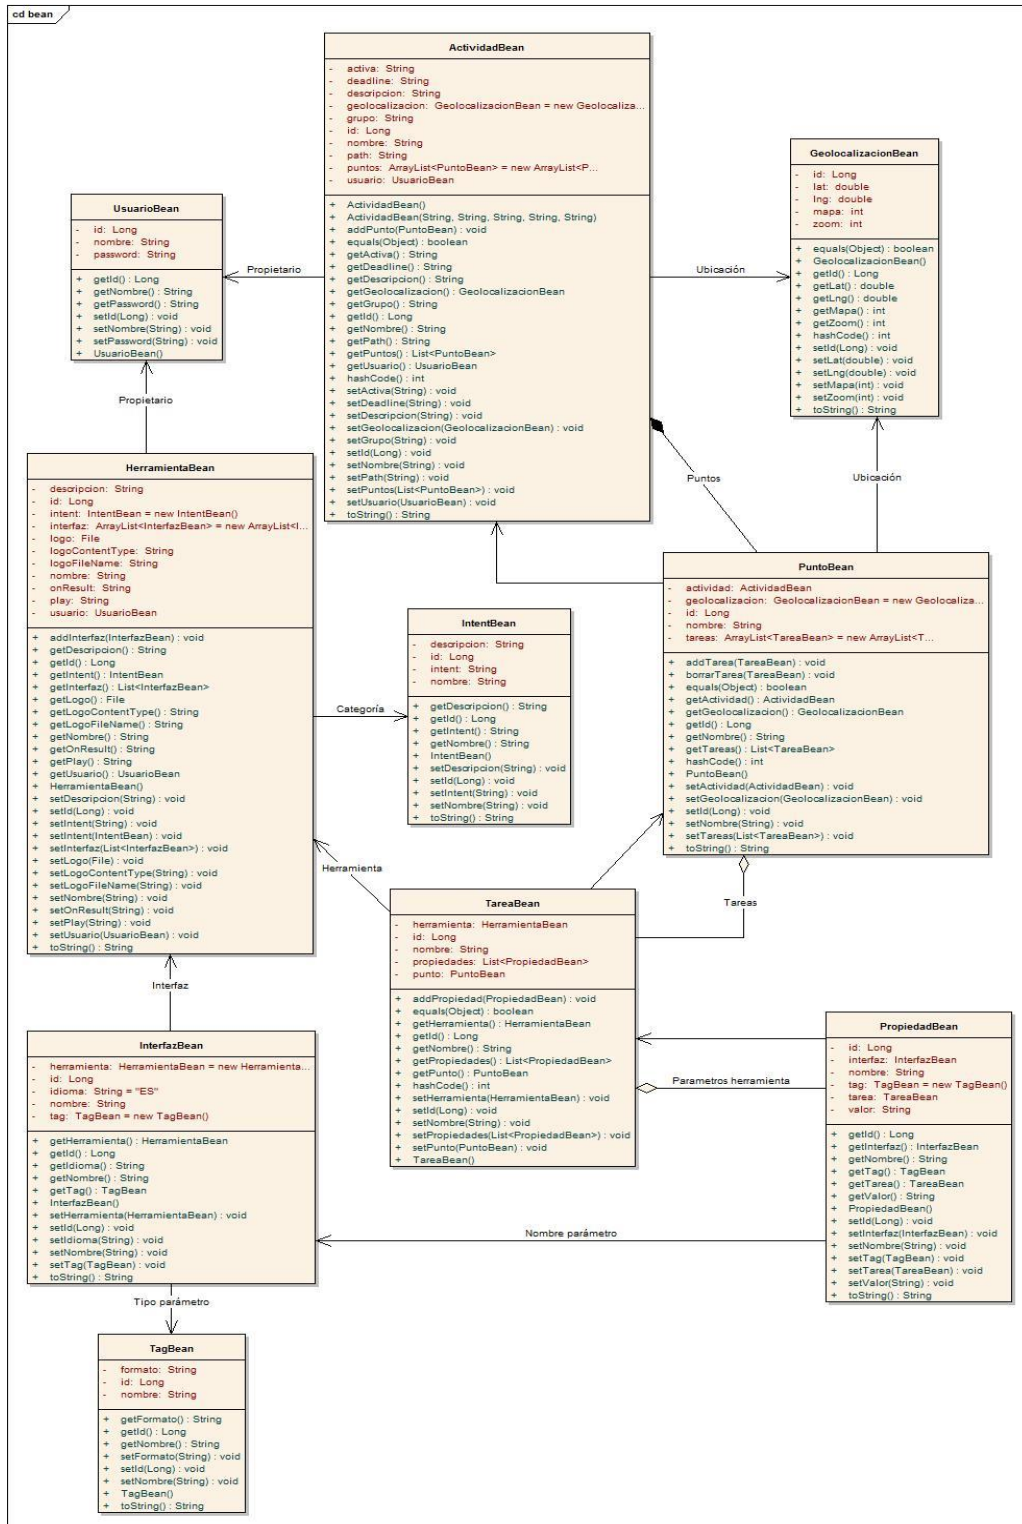 cd bean
ActividadBean
- activa: String
- deadline: String
- descripcion: String
- geolocalizacion: GeolocalizacionBean = new Geolocaliza...
- grupo: String
- id: Long
- nombre: String
- path: String
- puntos: ArrayList<PuntoBean> = new ArrayList<P...
- usuario: UsuarioBean
+ ActividadBean()
+ ActividadBean(String, String, String, String, String)
+ addPunto(PuntoBean) : void
+ equals(Object) : boolean
+ getActiva() : String
+ getDeadline() : String
+ getDescripcion() : String
+ getGeolocalizacion() : GeolocalizacionBean
+ getGrupo() : String
+ getId() : Long
+ getNombre() : String
+ getPath() : String
+ getPuntos() : List<PuntoBean>
+ getUsuario() : UsuarioBean
+ hashCode() : int
+ setActiva(String) : void
+ setDeadline(String) : void
+ setDescripcion(String) : void
+ setGeolocalizacion(GeolocalizacionBean) : void
+ setGrupo(String) : void
+ setId(Long) : void
+ setNombre(String) : void
+ setPath(String) : void
+ setPuntos(List<PuntoBean>) : void
+ setUsuario(UsuarioBean) : void
+ toString() : String
GeolocalizacionBean
- id: Long
- lat: double
- lng: double
- mapa: int
- zoom: int
+ equals(Object) : boolean
+ GeolocalizacionBean()
+ getId() : Long
+ getLat() : double
+ getLng() : double
+ getMapa() : int
+ getZoom() : int
+ hashCode() : int
+ setId(Long) : void
+ setLat(double) : void
+ setLng(double) : void
+ setMapa(int) : void
+ setZoom(int) : void
+ toString() : String
UsuarioBean
- id: Long
- nombre: String
- password: String
+ getId() : Long
+ getNombre() : String
+ getPassword() : String
+ setId(Long) : void
+ setNombre(String) : void
+ setPassword(String) : void
+ UsuarioBean()
Propietario
Ubicación
Propietario
Puntos
Ubicación
HerramientaBean
- descripcion: String
- id: Long
- intent: IntentBean = new IntentBean()
- interfaz: ArrayList<InterfazBean> = new ArrayList<I...
- logo: File
- logoContentType: String
- logoFileName: String
- nombre: String
- onResult: String
- play: String
- usuario: UsuarioBean
+ addInterfaz(InterfazBean) : void
+ getDescripcion() : String
+ getId() : Long
+ getIntent() : IntentBean
+ getInterfaz() : List<InterfazBean>
+ getLogo() : File
+ getLogoContentType() : String
+ getLogoFileName() : String
+ getNombre() : String
+ getOnResult() : String
+ getPlay() : String
+ getUsuario() : UsuarioBean
+ HerramientaBean()
+ setDescripcion(String) : void
+ setId(Long) : void
+ setIntent(String) : void
+ setIntent(IntentBean) : void
+ setInterfaz(List<InterfazBean>) : void
+ setLogo(File) : void
+ setLogoContentType(String) : void
+ setLogoFileName(String) : void
+ setNombre(String) : void
+ setOnResult(String) : void
+ setPlay(String) : void
+ setUsuario(UsuarioBean) : void
+ toString() : String
PuntoBean
- actividad: ActividadBean
- geolocalizacion: GeolocalizacionBean = new Geolocaliza...
- id: Long
- nombre: String
- tareas: ArrayList<TareaBean> = new ArrayList<T...
+ addTarea(TareaBean) : void
+ borrarTarea(TareaBean) : void
+ equals(Object) : boolean
+ getActividad() : ActividadBean
+ getGeolocalizacion() : GeolocalizacionBean
+ getId() : Long
+ getNombre() : String
+ getTareas() : List<TareaBean>
+ hashCode() : int
+ PuntoBean()
+ setActividad(ActividadBean) : void
+ setGeolocalizacion(GeolocalizacionBean) : void
+ setId(Long) : void
+ setNombre(String) : void
+ setTareas(List<TareaBean>) : void
+ toString() : String
IntentBean
- descripcion: String
- id: Long
- intent: String
- nombre: String
+ getDescripcion() : String
+ getId() : Long
+ getIntent() : String
+ getNombre() : String
+ IntentBean()
+ setDescripcion(String) : void
+ setId(Long) : void
+ setIntent(String) : void
+ setNombre(String) : void
+ toString() : String
Categoría
Herramienta
Tareas
TareaBean
- herramienta: HerramientaBean
- id: Long
- nombre: String
- propiedades: List<PropiedadBean>
- punto: PuntoBean
+ addPropiedad(PropiedadBean) : void
+ equals(Object) : boolean
+ getHerramienta() : HerramientaBean
+ getId() : Long
+ getNombre() : String
+ getPropiedades() : List<PropiedadBean>
+ getPunto() : PuntoBean
+ hashCode() : int
+ setHerramienta(HerramientaBean) : void
+ setId(Long) : void
+ setNombre(String) : void
+ setPropiedades(List<PropiedadBean>) : void
+ setPunto(PuntoBean) : void
+ TareaBean()
Interfaz
InterfazBean
- herramienta: HerramientaBean = new Herramienta...
- id: Long
- idioma: String = "ES"
- nombre: String
- tag: TagBean = new TagBean()
+ getHerramienta() : HerramientaBean
+ getId() : Long
+ getIdioma() : String
+ getNombre() : String
+ getTag() : TagBean
+ InterfazBean()
+ setHerramienta(HerramientaBean) : void
+ setId(Long) : void
+ setIdioma(String) : void
+ setNombre(String) : void
+ setTag(TagBean) : void
+ toString() : String
PropiedadBean
- id: Long
- interfaz: InterfazBean
- nombre: String
- tag: TagBean = new TagBean()
- tarea: TareaBean
- valor: String
+ getId() : Long
+ getInterfaz() : InterfazBean
+ getNombre() : String
+ getTag() : TagBean
+ getTarea() : TareaBean
+ getValor() : String
+ PropiedadBean()
+ setId(Long) : void
+ setInterfaz(InterfazBean) : void
+ setNombre(String) : void
+ setTag(TagBean) : void
+ setTarea(TareaBean) : void
+ setValor(String) : void
+ toString() : String
Parametros herramienta
Nombre parámetro
Tipo parámetro
TagBean
- formato: String
- id: Long
- nombre: String
+ getFormato() : String
+ getId() : Long
+ getNombre() : String
+ setFormato(String) : void
+ setId(Long) : void
+ setNombre(String) : void
+ TagBean()
+ toString() : String